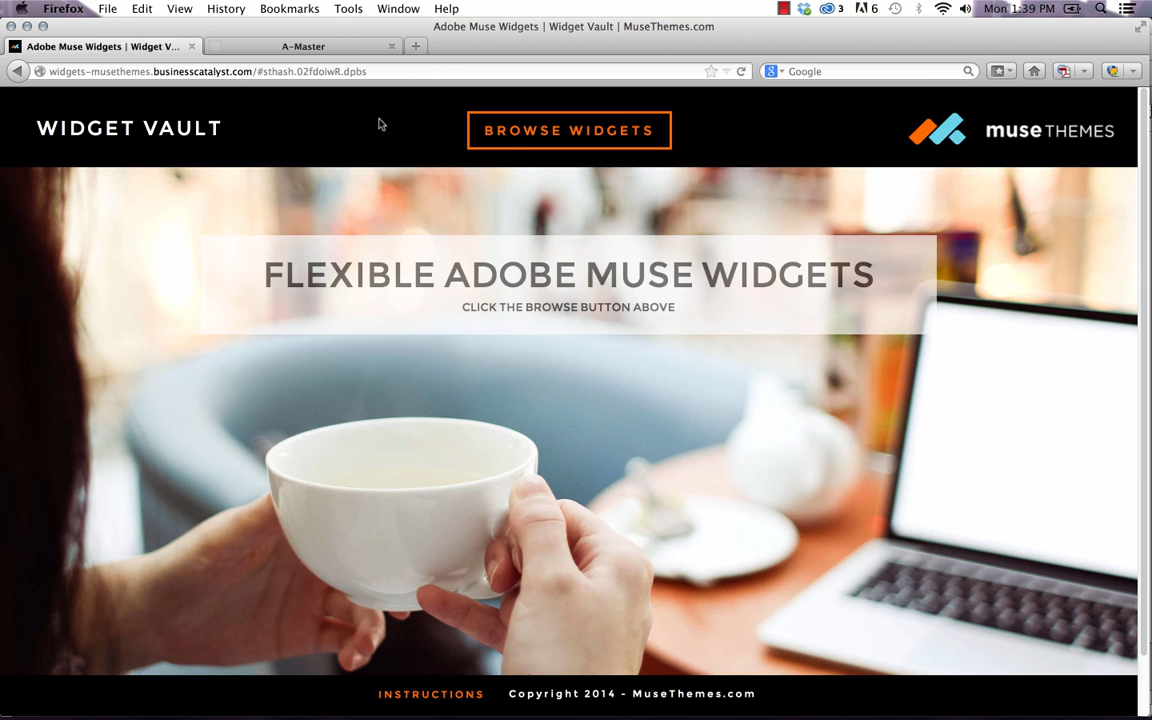 Firefox File Edit View History Bookmarks Tools Window Help 3 6 Mon 1:39 PM
Adobe Muse Widgets | Widget Vault | MuseThemes.com
Adobe Muse Widgets | Widget V... A-Master
widgets-musethemes.businesscatalyst.com/#sthash.02fdoiwR.dpbs Google
WIDGET VAULT BROWSE WIDGETS museTHEMES
FLEXIBLE ADOBE MUSE WIDGETS
CLICK THE BROWSE BUTTON ABOVE
INSTRUCTIONS Copyright 2014 - MuseThemes.com